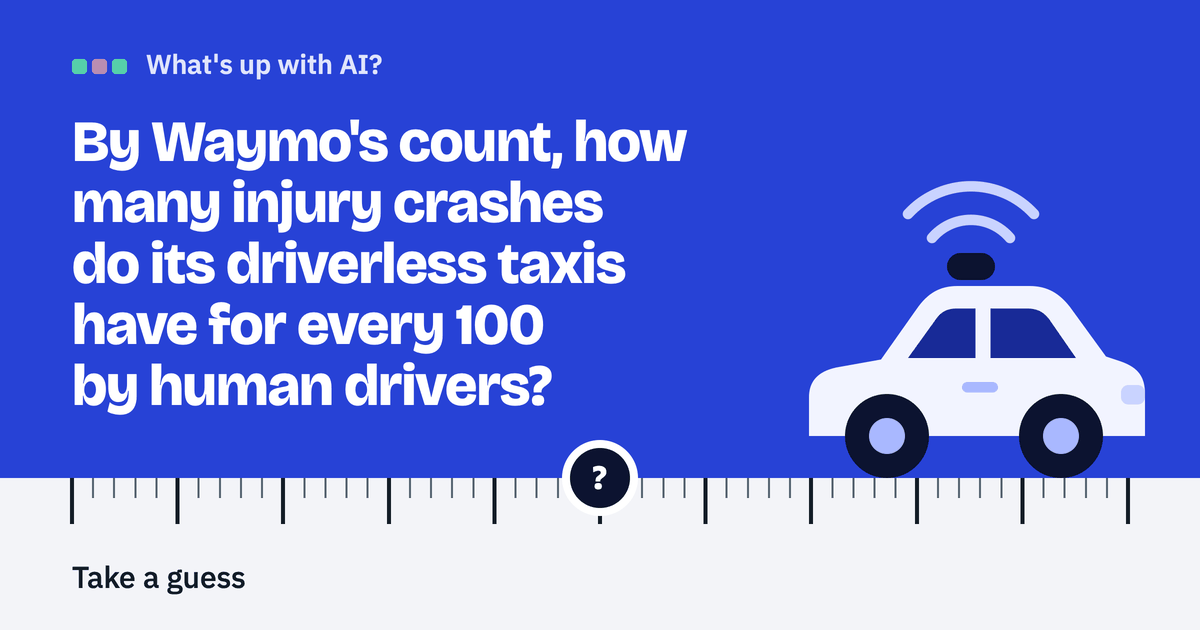 What's up with AI?
By Waymo's count, how
many injury crashes
do its driverless taxis
have for every 100
by human drivers?
?
Take a guess